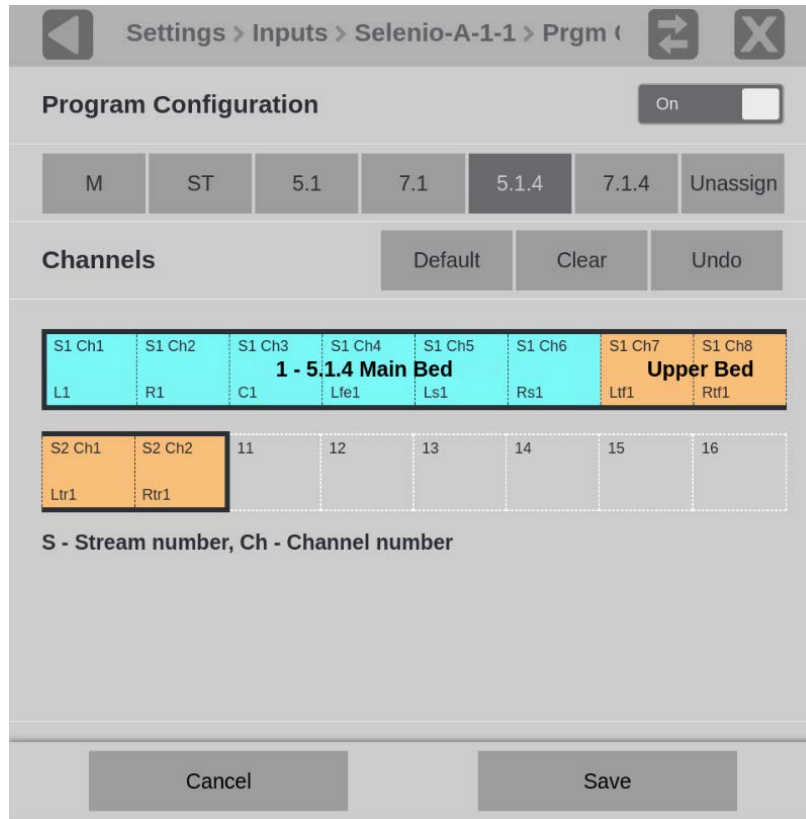 Settings > Inputs > Selenio-A-1-1 > Prgm (
Program Configuration
On
M ST 5.1 7.1 5.1.4 7.1.4 Unassign
Channels
Default Clear Undo
S1 Ch1 S1 Ch2 S1 Ch3 S1 Ch4 S1 Ch5 S1 Ch6 S1 Ch7 S1 Ch8
1 - 5.1.4 Main Bed Upper Bed
L1 R1 C1 Lfe1 Ls1 Rs1 Ltf1 Rtf1
S2 Ch1 S2 Ch2 11 12 13 14 15 16
Ltr1 Rtr1
S - Stream number, Ch - Channel number
Cancel Save